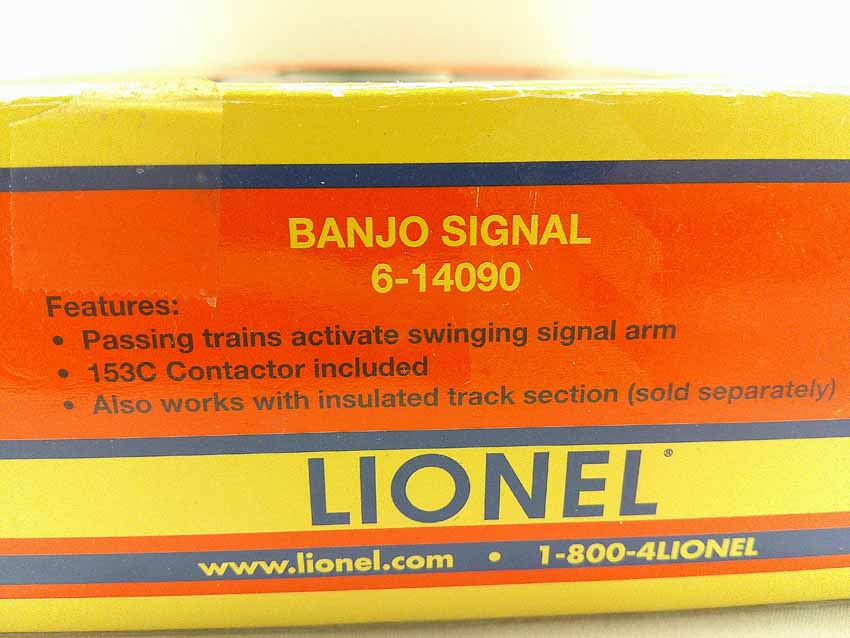 BANJO SIGNAL
6-14090
Features:
• Passing trains activate swinging signal arm
• 153C Contactor included
• Also works with insulated track section (sold separately)
LIONEL®
www.lionel.com • 1-800-4LIONEL